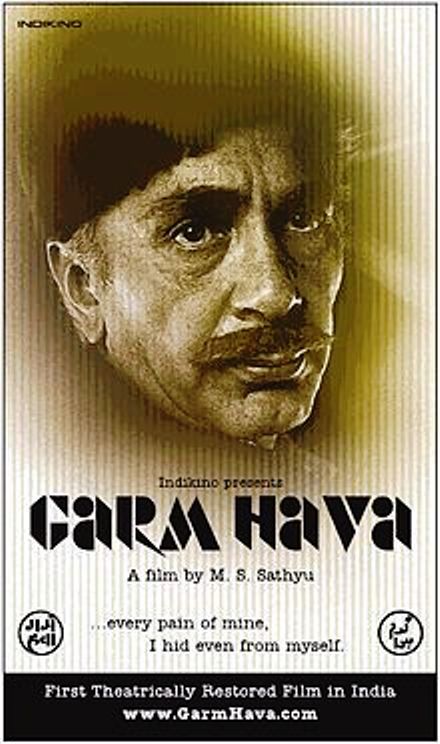 INDIKINO
Indikino presents
GaRM HaVa
A film by M. S. Sathyu
...every pain of mine,
I hid even from myself.
First Theatrically Restored Film in India
www.GarmHava.com